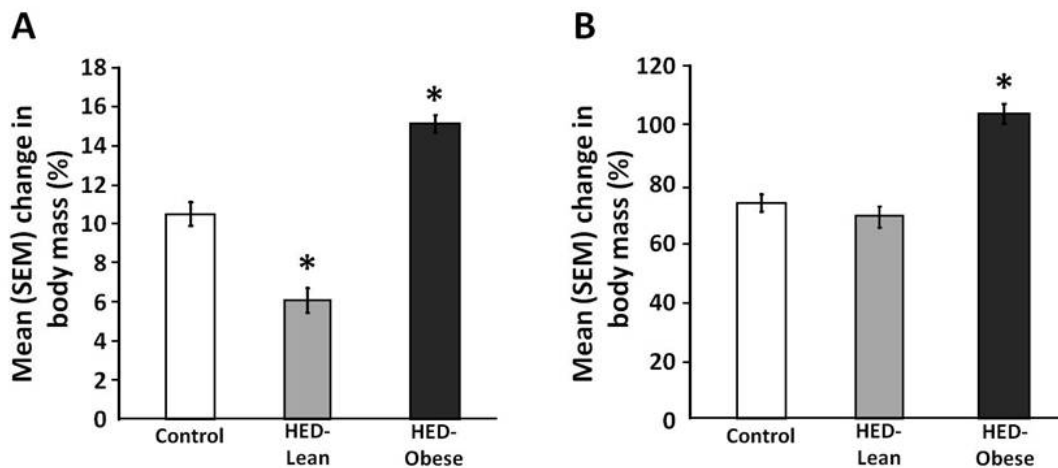 A
Mean (SEM) change in
body mass (%)
18
16
14
12
10
8
6
4
2
0
*
*
Control
HED-
Lean
HED-
Obese
B
Mean (SEM) change in
body mass (%)
120
100
80
60
40
20
0
*
Control
HED-
Lean
HED-
Obese